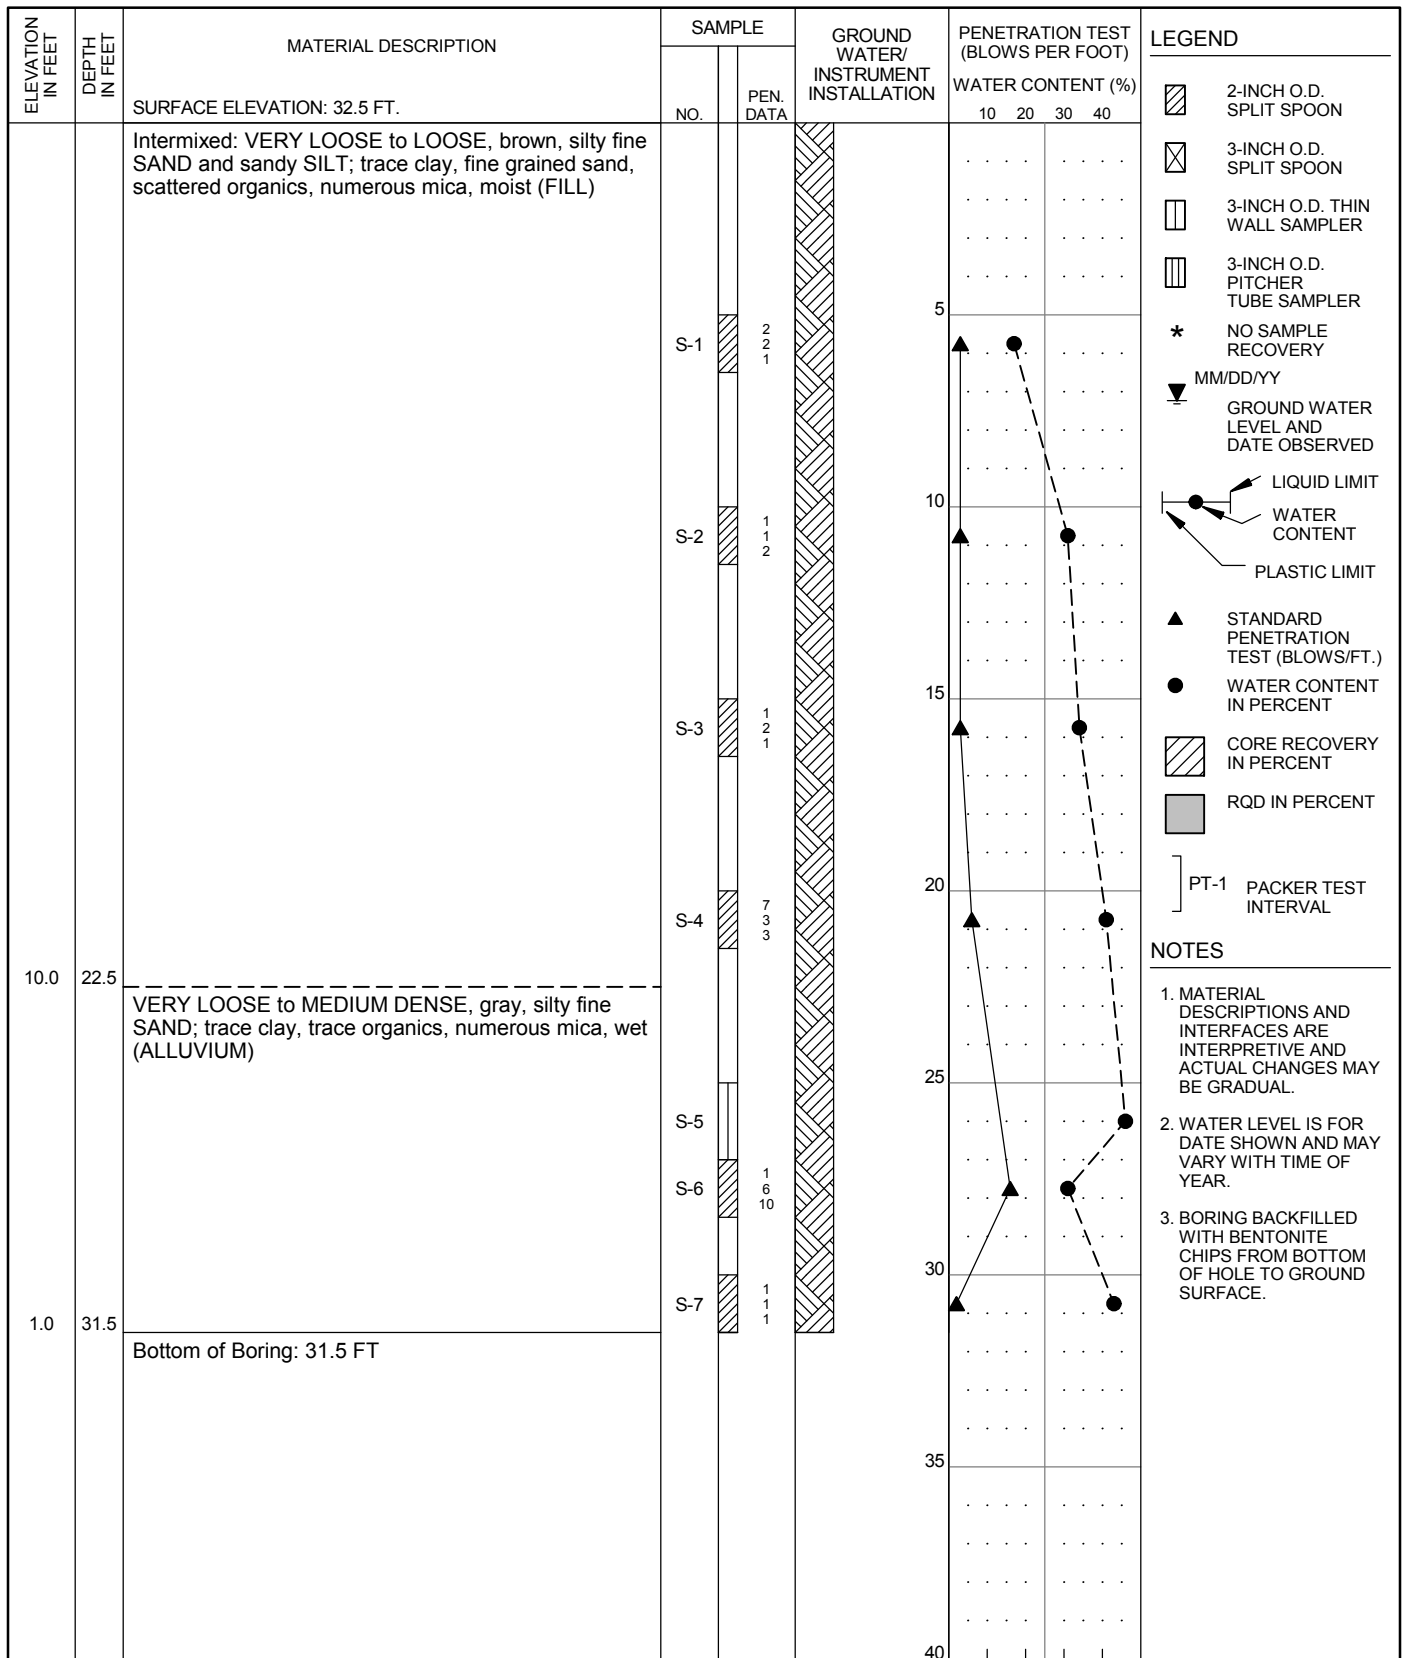 ELEVATION
IN FEET
DEPTH
IN FEET
MATERIAL DESCRIPTION
SURFACE ELEVATION: 32.5 FT.
SAMPLE
NO.
PEN.
DATA
GROUND
WATER/
INSTRUMENT
INSTALLATION
PENETRATION TEST
(BLOWS PER FOOT)
WATER CONTENT (%)
10 20 30 40
Intermixed: VERY LOOSE to LOOSE, brown, silty fine
SAND and sandy SILT; trace clay, fine grained sand,
scattered organics, numerous mica, moist (FILL)
5
S-1
2
2
1
10
S-2
1
1
2
15
S-3
1
2
1
20
S-4
7
3
3
10.0 22.5
VERY LOOSE to MEDIUM DENSE, gray, silty fine
SAND; trace clay, trace organics, numerous mica, wet
(ALLUVIUM)
25
S-5
S-6
1
6
10
30
S-7
1
1
1
1.0 31.5
Bottom of Boring: 31.5 FT
35
40
LEGEND
2-INCH O.D.
SPLIT SPOON
3-INCH O.D.
SPLIT SPOON
3-INCH O.D. THIN
WALL SAMPLER
3-INCH O.D.
PITCHER
TUBE SAMPLER
* NO SAMPLE
RECOVERY
MM/DD/YY
GROUND WATER
LEVEL AND
DATE OBSERVED
LIQUID LIMIT
WATER
CONTENT
PLASTIC LIMIT
STANDARD
PENETRATION
TEST (BLOWS/FT.)
WATER CONTENT
IN PERCENT
CORE RECOVERY
IN PERCENT
RQD IN PERCENT
PT-1 PACKER TEST
INTERVAL
NOTES
1. MATERIAL
DESCRIPTIONS AND
INTERFACES ARE
INTERPRETIVE AND
ACTUAL CHANGES MAY
BE GRADUAL.
2. WATER LEVEL IS FOR
DATE SHOWN AND MAY
VARY WITH TIME OF
YEAR.
3. BORING BACKFILLED
WITH BENTONITE
CHIPS FROM BOTTOM
OF HOLE TO GROUND
SURFACE.